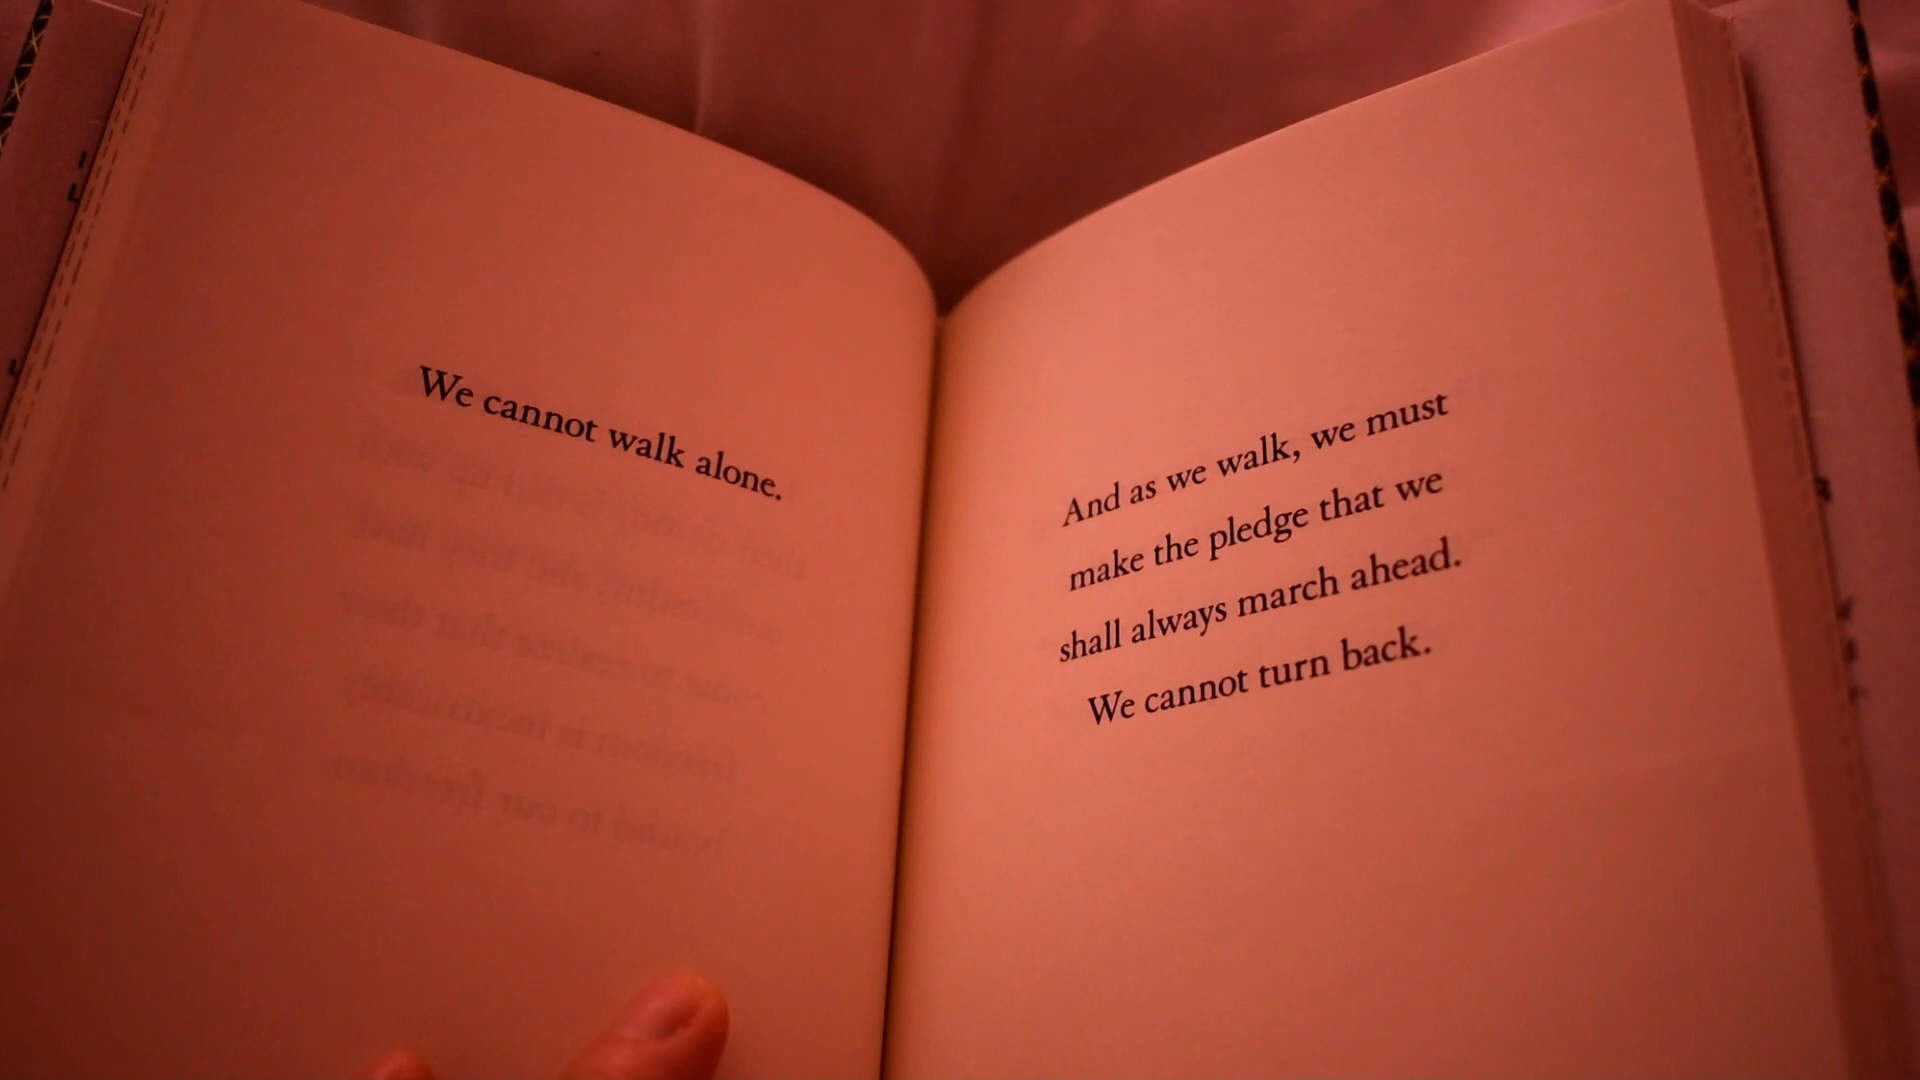 We cannot walk alone.
And as we walk, we must
make the pledge that we
shall always march ahead.
We cannot turn back.